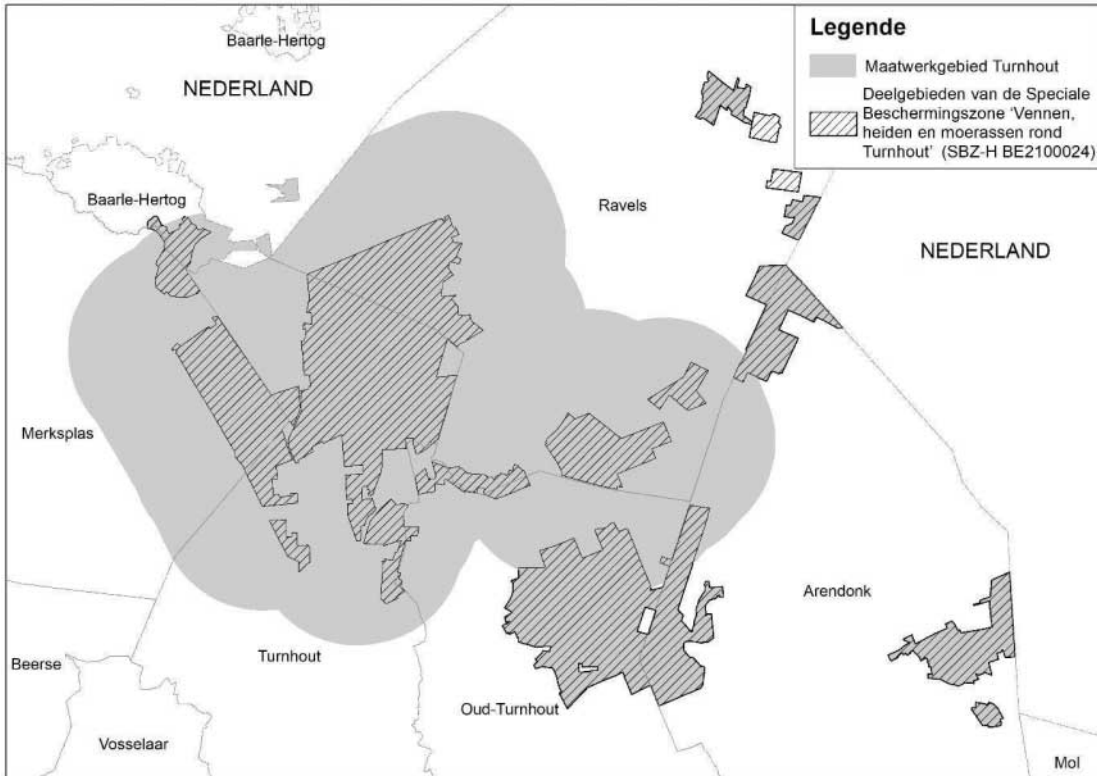 Baarle-Hertog
NEDERLAND
Legende
Maatwerkgebied Turnhout
Deelgebieden van de Speciale
Beschermingszone ‘Vennen,
heiden en moerassen rond
Turnhout’ (SBZ-H BE2100024)
Baarle-Hertog
Ravels
NEDERLAND
Merksplas
Arendonk
Beerse
Turnhout
Oud-Turnhout
Vosselaar
Mol